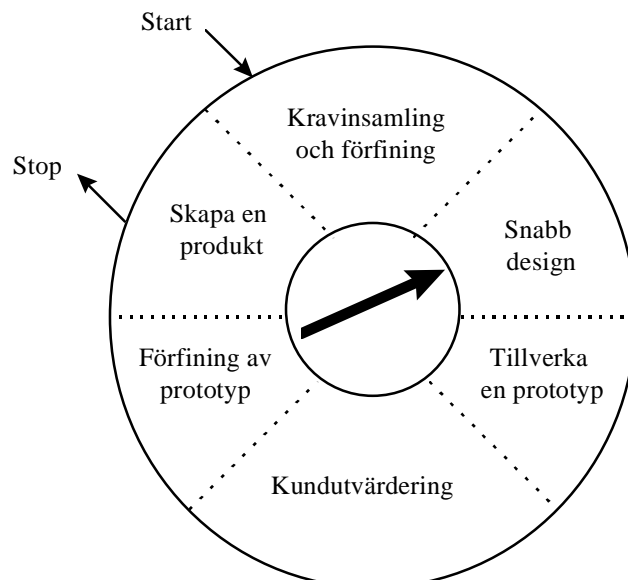 Start
Kravinsamling
och förfining
Stop
Skapa en
produkt
Snabb
design
Förfining av
prototyp
Tillverka
en prototyp
Kundutvärdering